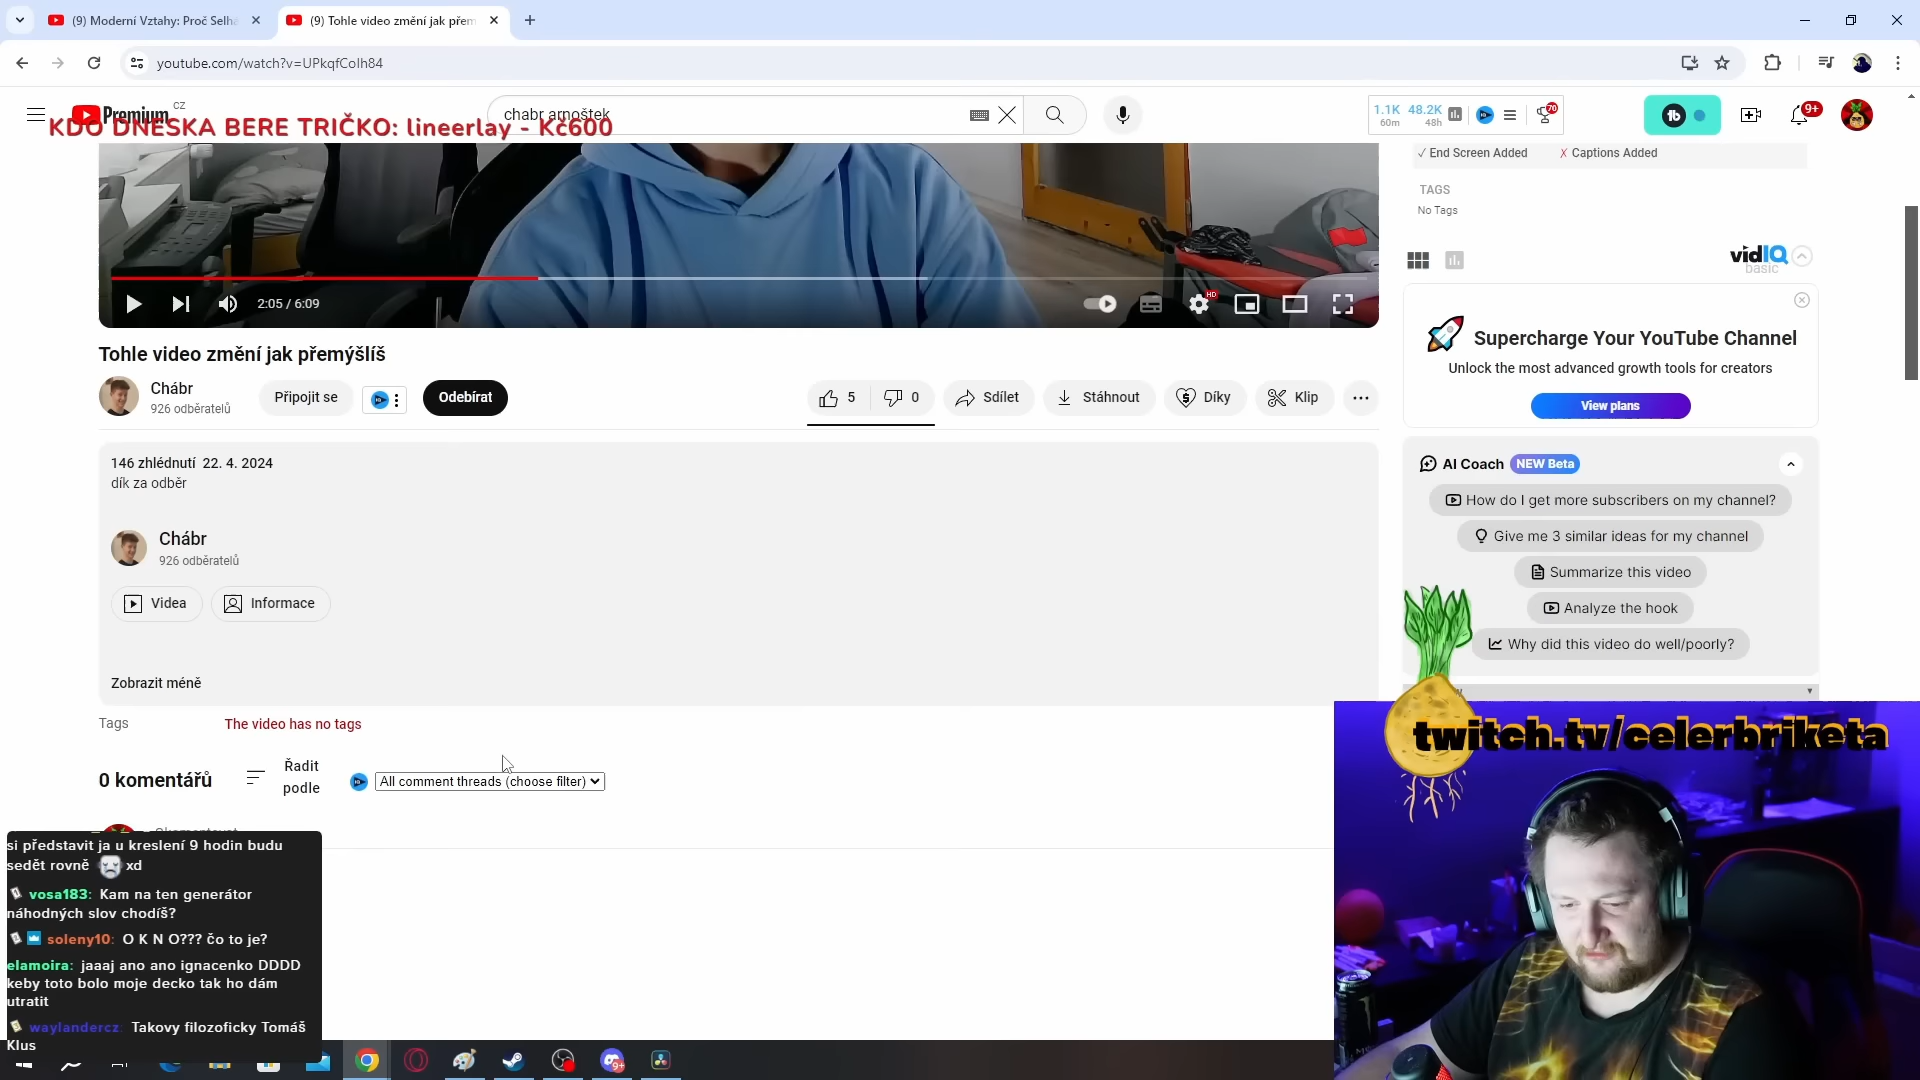 (9) Moderní Vztahy: Proč Selh
(9) Tohle video změní jak přem
youtube.com/watch?v=UPkqfColh84
Premium CZ
chabr arnoštek
1.1K 48.2K
60m 48h
70
9+
KDO DNESKA BERE TRIČKO: lineerlay - Kč600
✓ End Screen Added ✗ Captions Added
TAGS
No Tags
vidIQ
basic
2:05 / 6:09
HD
Supercharge Your YouTube Channel
Unlock the most advanced growth tools for creators
View plans
Tohle video změní jak přemýšlíš
Chábr
926 odběratelů
Připojit se
Odebírat
5
0
Sdílet
Stáhnout
Díky
Klip
146 zhlédnutí 22. 4. 2024
dík za odběr
Chábr
926 odběratelů
Videa
Informace
Zobrazit méně
AI Coach NEW Beta
How do I get more subscribers on my channel?
Give me 3 similar ideas for my channel
Summarize this video
Analyze the hook
Why did this video do well/poorly?
Tags The video has no tags
0 komentářů
Řadit
podle
All comment threads (choose filter)
twitch.tv/celerbriketa
si představit ja u kreslení 9 hodin budu
sedět rovně xd
vosa183: Kam na ten generátor
náhodných slov chodíš?
soleny10: O K N O??? čo to je?
elamoira: jaaaj ano ano ignacenko DDDD
keby toto bolo moje decko tak ho dám
utratit
waylandercz: Takovy filozoficky Tomáš
Klus
9+